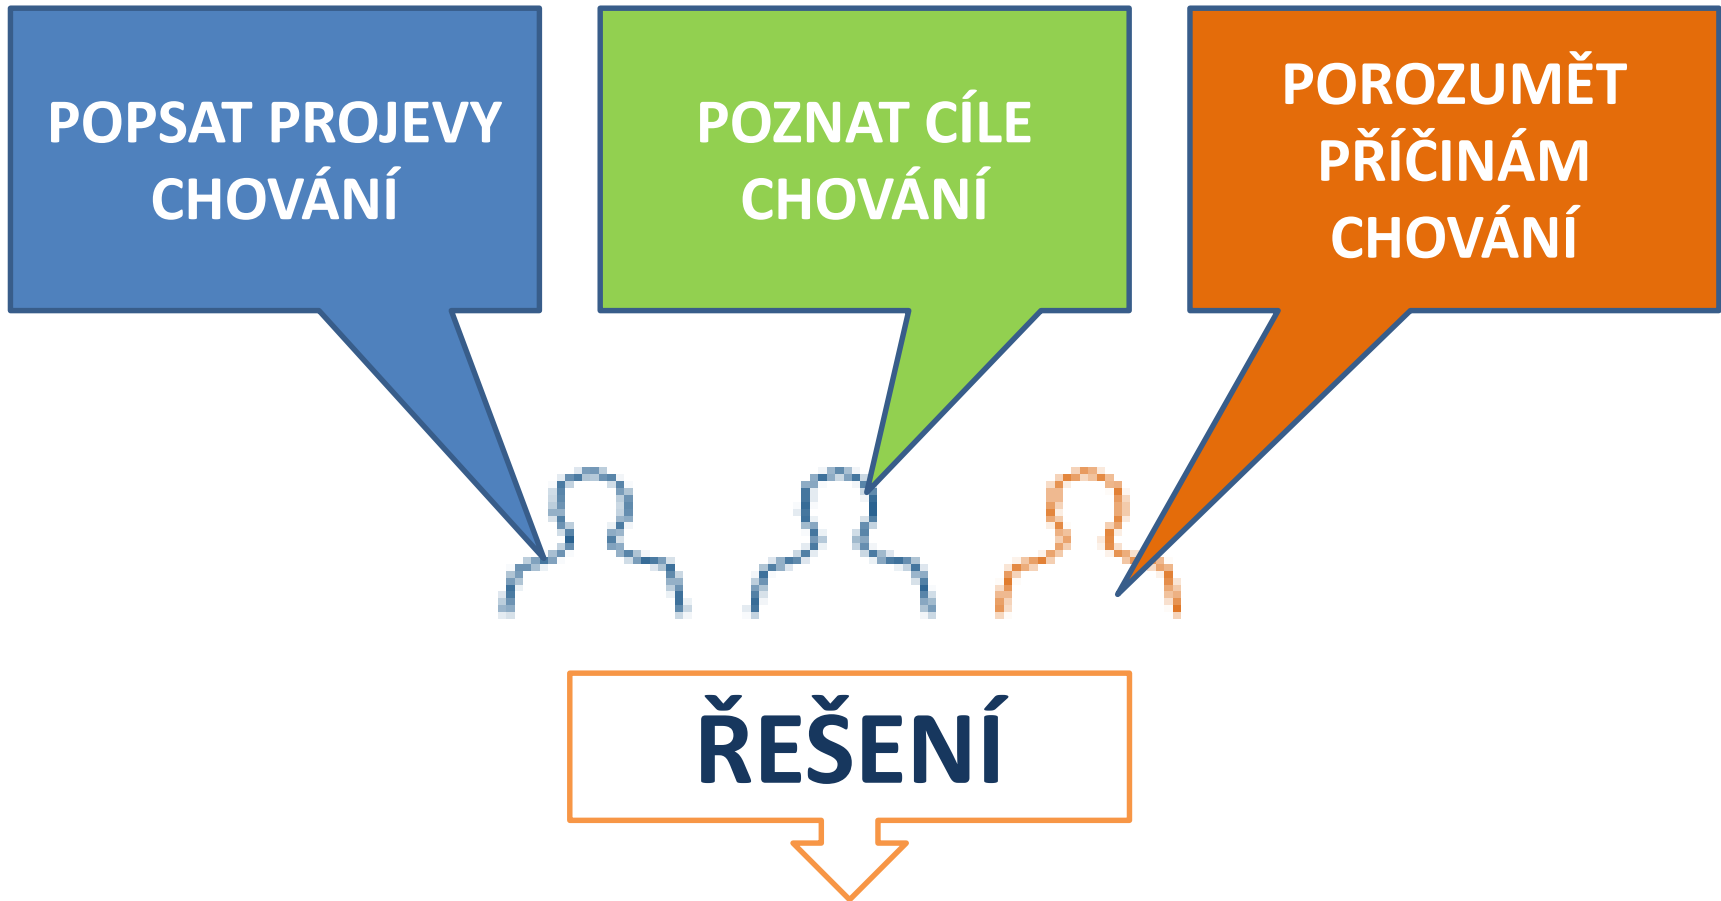 POPSAT PROJEVY
CHOVÁNÍ
POZNAT CÍLE
CHOVÁNÍ
POROZUMĚT
PŘÍČINÁM
CHOVÁNÍ
ŘEŠENÍ